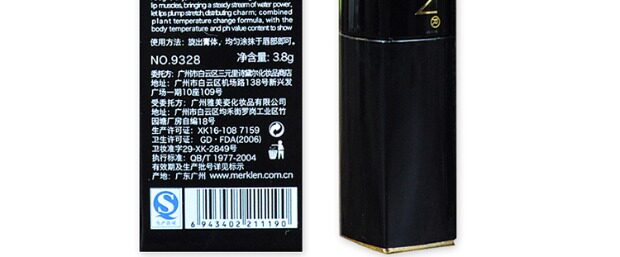 lip muscles, bringing a steady stream of water power,
let lips plump stretch, distributing charm; combined
plant temperature change formula, with the
body temperature and ph value content to show
使用方法：旋出膏体，均匀涂抹于唇部即可。
NO.9328 净含量：3.8g
委托方：广州市白云区三元里诗黛尔化妆品商店
地址：广州市白云区机场路138号新兴发
广场一期10座109号
受委托方：广州雅美姿化妆品有限公司
地址：广州市白云区均禾街罗岗工业区竹
园塘厂房自编18号
生产许可证：XK16-108 7159
卫生许可证：GD·FDA(2006)
卫妆准字29-XK-2849号
执行标准：QB/T 1977-2004
有效期及生产批号详见标示
产地：广东广州 www.merklen.com.cn
QS
生产许可
6 943402 211190
2